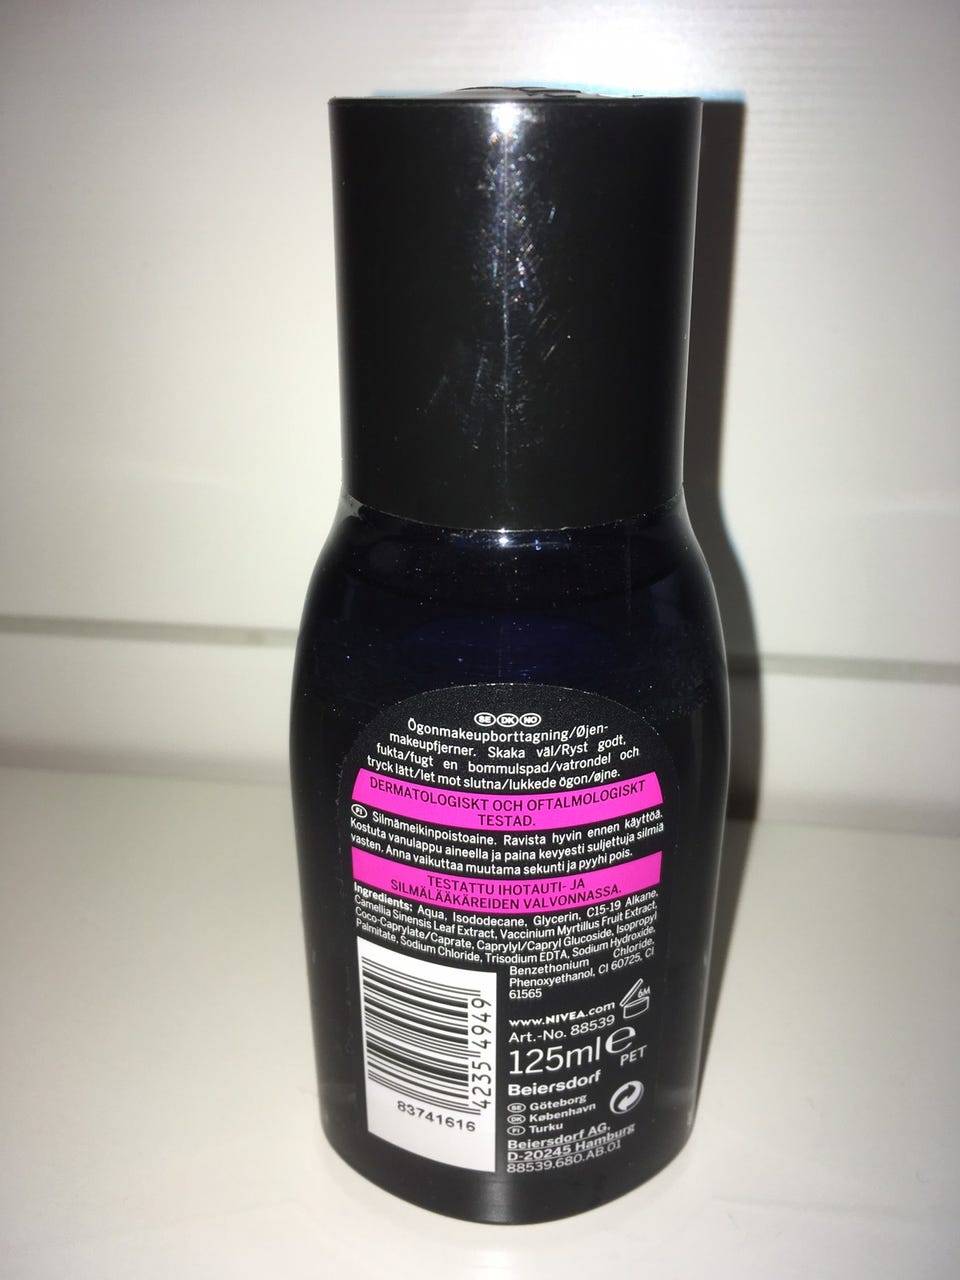 SE DK NO
Ögonmakeupborttagning/Øjen-
makeupfjerner. Skaka väl/Ryst godt,
fukta/fugt en bommulspad/vatrondel och
tryck lätt/let mot slutna/lukkede ögon/øjne.
DERMATOLOGISKT OCH OFTALMOLOGISKT
TESTAD.
FI Silmämeikinpoistoaine. Ravista hyvin ennen käyttöä.
Kostuta vanulappu aineella ja paina kevyesti suljettuja silmiä
vasten. Anna vaikuttaa muutama sekunti ja pyyhi pois.
TESTATTU IHOTAUTI- JA
SILMÄLÄÄKÄREIDEN VALVONNASSA.
Ingredients: Aqua, Isododecane, Glycerin, C15-19 Alkane,
Camellia Sinensis Leaf Extract, Vaccinium Myrtillus Fruit Extract,
Coco-Caprylate/Caprate, Caprylyl/Capryl Glucoside, Isopropyl
Palmitate, Sodium Chloride, Trisodium EDTA, Sodium Hydroxide,
Benzethonium Chloride,
Phenoxyethanol, CI 60725, CI
61565
www.NIVEA.com
6M
Art.-No. 88539
125ml e
PET
Beiersdorf
SE Göteborg
DK København
FI Turku
Beiersdorf AG,
D-20245 Hamburg
88539.680.AB.01
4235 4949
83741616